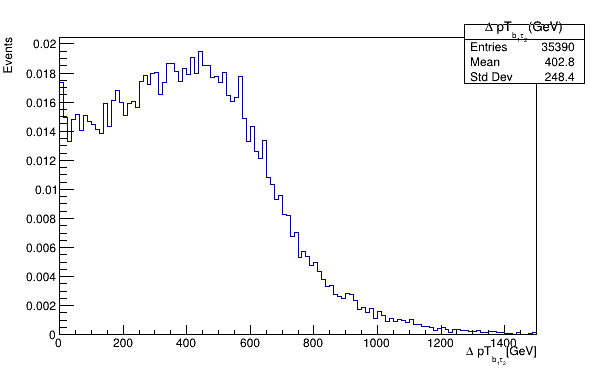 Δ pT_{b_1τ_2}(GeV)
Entries 35390
Mean 402.8
Std Dev 248.4
Events
0.02
0.018
0.016
0.014
0.012
0.01
0.008
0.006
0.004
0.002
0
0 200 400 600 800 1000 1200 1400
Δ pT_{b_1τ_2}[GeV]